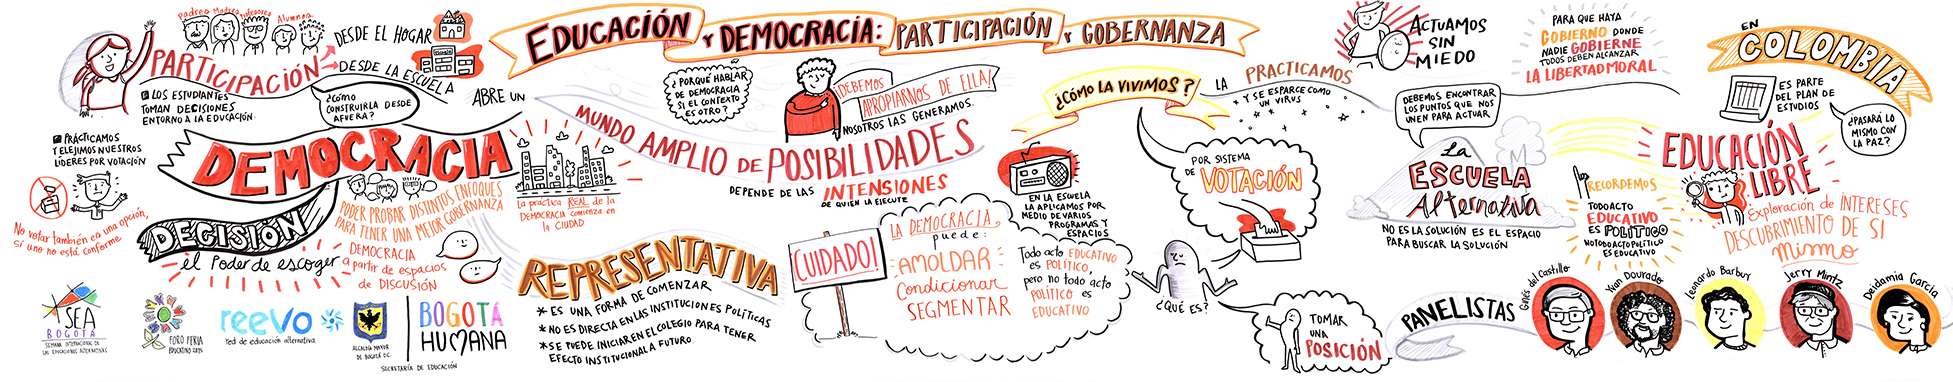 EDUCACIÓN Y DEMOCRACIA: PARTICIPACIÓN Y GOBERNANZA
Padres Madres Profesores Alumnos
PARTICIPACIÓN
DESDE EL HOGAR
DESDE LA ESCUELA
LOS ESTUDIANTES
TOMAN DECISIONES
ENTORNO A LA EDUCACIÓN.
¿CÓMO
CONSTRUIRLA DESDE
AFUERA?
PRÁCTICAMOS
Y ELEJIMOS NUESTROS
LÍDERES POR VOTACIÓN
DEMOCRACIA
No votar también es una opción,
sí uno no está conforme.
DECISIÓN
el Poder de escoger
PODER PROBAR DISTINTOS ENFOQUES
PARA TENER UNA MEJOR GOBERNANZA
DEMOCRACIA
a partir de espacios
de DISCUSIÓN
ABRE UN
MUNDO AMPLIO DE POSIBILIDADES
DEPENDE DE LAS INTENSIONES
DE QUIEN LA EJECUTE
La práctica REAL de la
DEMOCRACIA comienza en
la CIUDAD
¿PORQUÉ HABLAR
DE DEMOCRACIA
SI EL CONTEXTO
ES OTRO?
DEBEMOS
APROPIARNOS DE ELLA!
NOSOTROS LAS GENERAMOS.
REPRESENTATIVA
* ES UNA FORMA DE COMENZAR
* NO ES DIRECTA EN LAS INSTITUCIONES POLÍTICAS
* SE PUEDE INICIAR EN EL COLEGIO PARA TENER
EFECTO INSTITUCIONAL A FUTURO
¡CUIDADO!
LA DEMOCRACIA,
puede:
AMOLDAR
Condicionar
SEGMENTAR
Todo acto EDUCATIVO
es POLÍTICO,
pero no todo acto
POLÍTICO es
EDUCATIVO
¿CÓMO LA VIVIMOS?
LA PRACTICAMOS
* Y SE ESPARCE COMO
UN VIRUS
EN LA ESCUELA
LA APLICAMOS POR
MEDIO DE VARIOS
PROGRAMAS Y
ESPACIOS
POR SISTEMA
DE VOTACIÓN
¿QUÉ ES?
TOMAR
UNA
POSICIÓN
ACTUAMOS
SIN
MIEDO
PARA QUE HAYA
GOBIERNO DONDE
NADIE GOBIERNE
TODOS DEBEN ALCANZAR
LA LIBERTAD MORAL
DEBEMOS ENCONTRAR
LOS PUNTOS QUE NOS
UNEN PARA ACTUAR
La
ESCUELA
Alternativa
NO ES LA SOLUCIÓN ES EL ESPACIO
PARA BUSCAR LA SOLUCIÓN
RECORDEMOS
TODO ACTO
EDUCATIVO
ES POLÍTICO
NO TODO ACTO POLÍTICO
ES EDUCATIVO
EN
COLOMBIA
ES PARTE
DEL PLAN DE
ESTUDIOS
¿PASARÁ LO
MISMO CON
LA PAZ?
EDUCACIÓN
LIBRE
Exploración de INTERESES
DESCUBRIMIENTO DE SI
mismo
PANELISTAS
Ginés del Castillo
Yvan Dourado
Leonardo Barbuy
Jerry Mintz
Deidamia García
SEA
BOGOTÁ
SEMANA INTERNACIONAL DE
LAS EDUCACIONES ALTERNATIVAS
FORO FERIA
EDUCATIVO 2015
reevo
red de educación alternativa
ALCALDÍA MAYOR
DE BOGOTÁ D.C.
BOGOTÁ
HUMANA
SECRETARÍA DE EDUCACIÓN